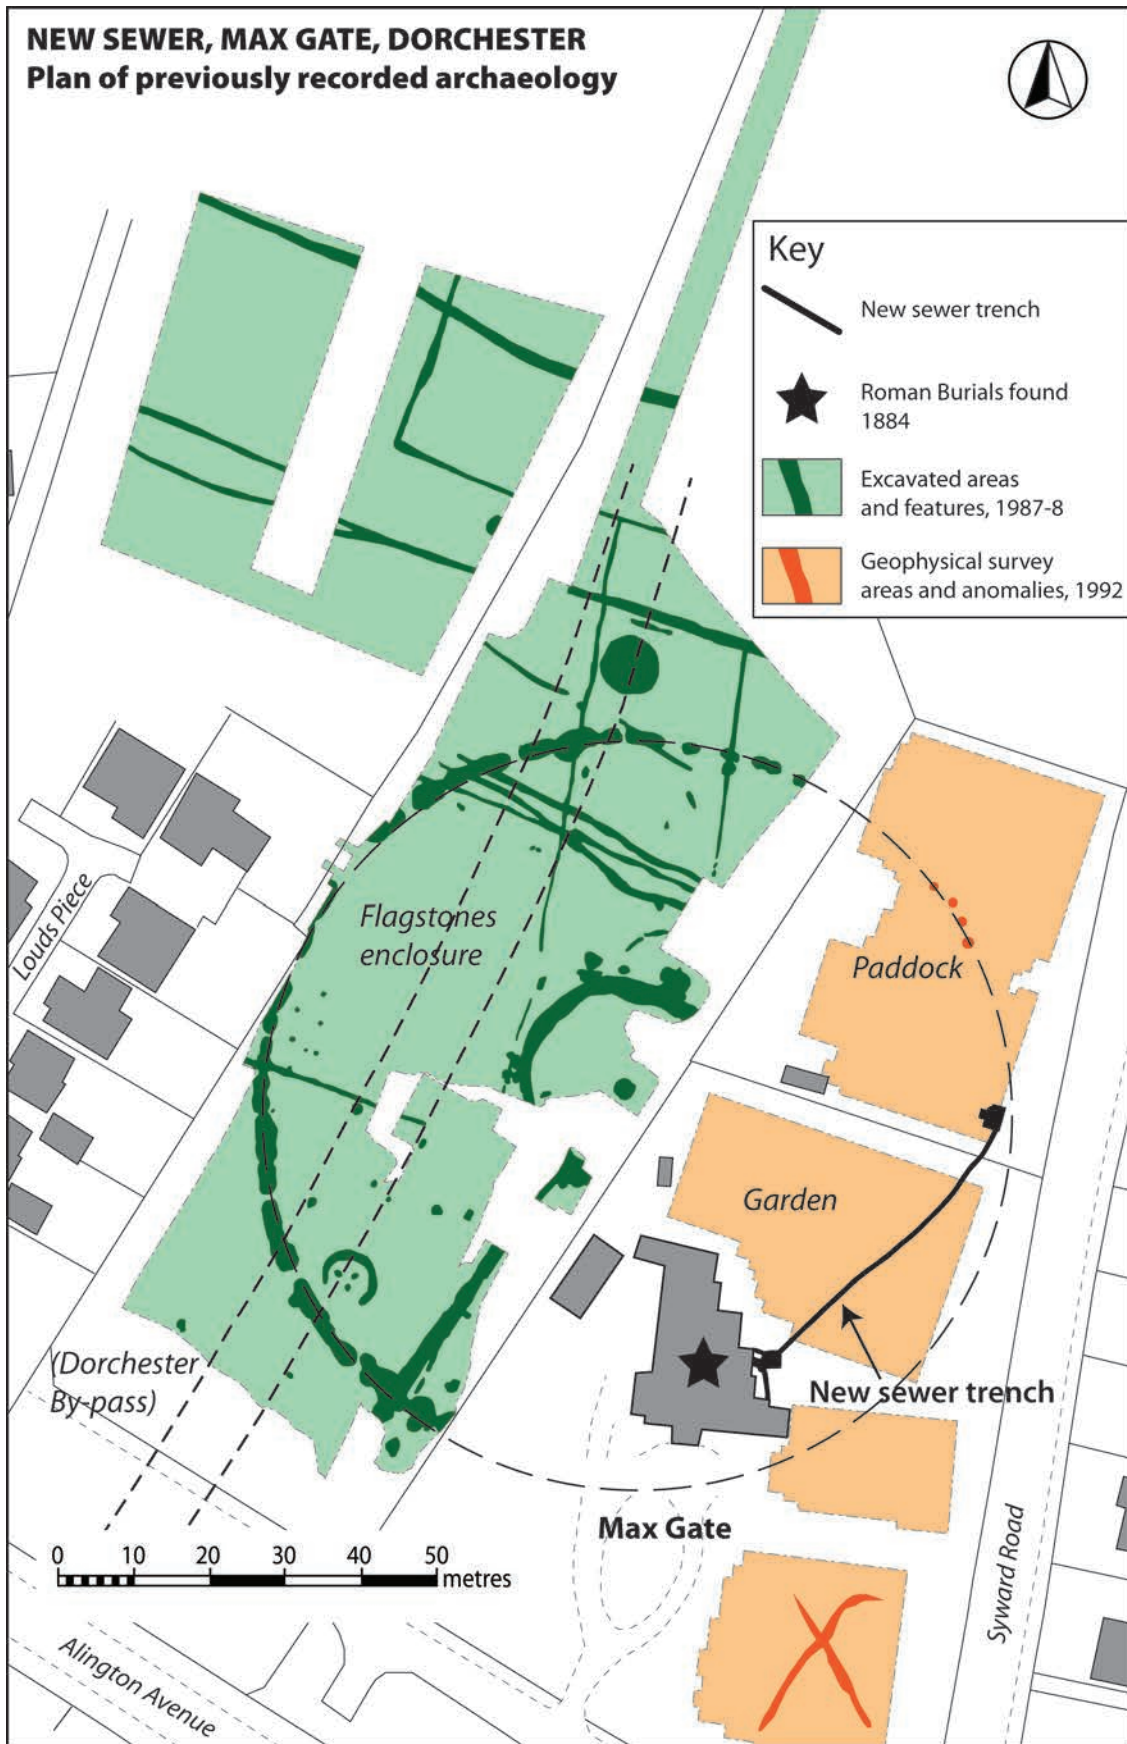 NEW SEWER, MAX GATE, DORCHESTER
Plan of previously recorded archaeology
Key
New sewer trench
Roman Burials found
1884
Excavated areas
and features, 1987-8
Geophysical survey
areas and anomalies, 1992
Louds Piece
Flagstones
enclosure
Paddock
Garden
(Dorchester
By-pass)
New sewer trench
Max Gate
0 10 20 30 40 50
metres
Syward Road
Alington Avenue